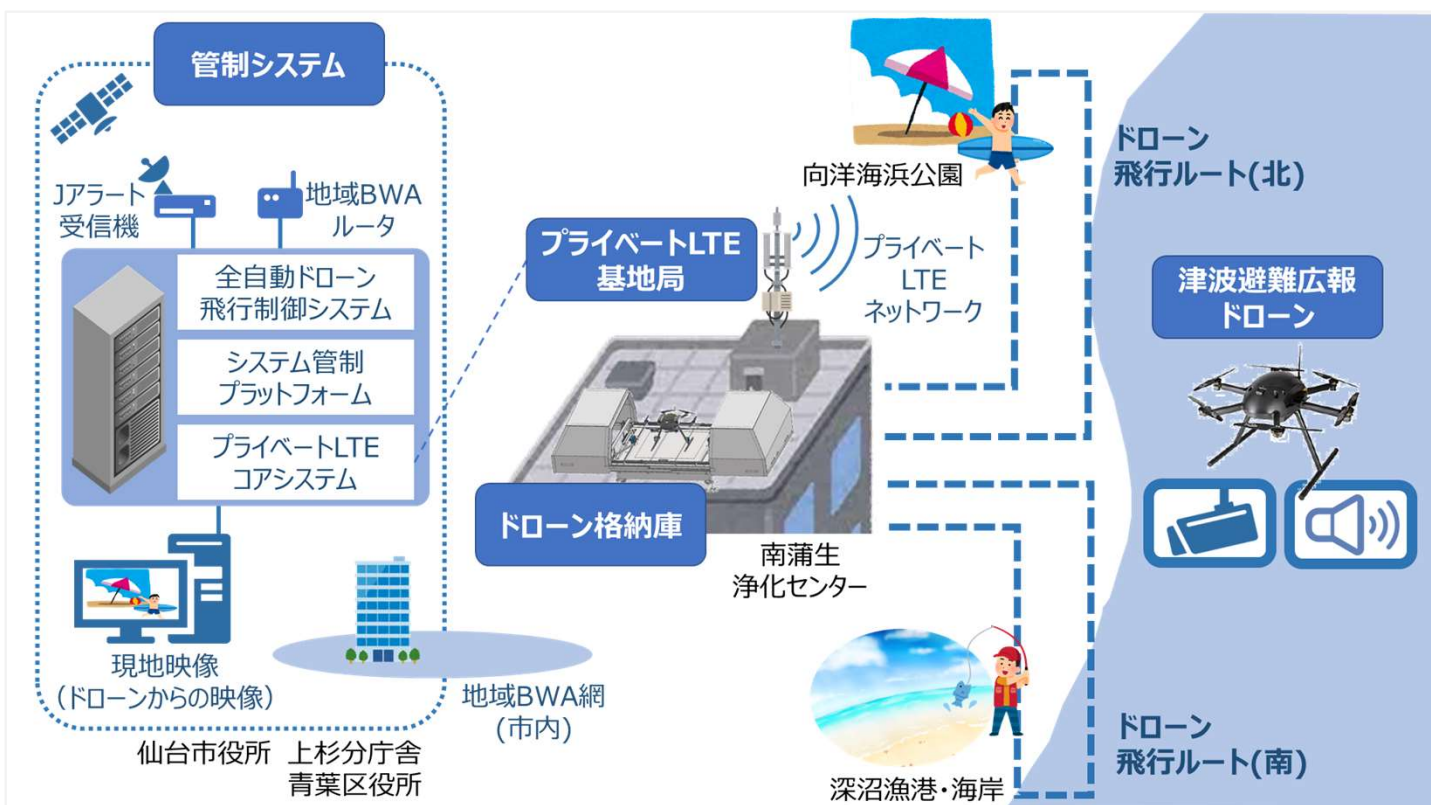 管制システム
Jアラート
受信機
地域BWA
ルータ
全自動ドローン
飛行制御システム
システム管制
プラットフォーム
プライベートLTE
コアシステム
現地映像
(ドローンからの映像)
地域BWA網
(市内)
仙台市役所
上杉分庁舎
青葉区役所
プライベートLTE
基地局
プライベート
LTE
ネットワーク
ドローン格納庫
南蒲生
浄化センター
向洋海浜公園
深沼漁港・海岸
ドローン
飛行ルート(北)
津波避難広報
ドローン
ドローン
飛行ルート(南)